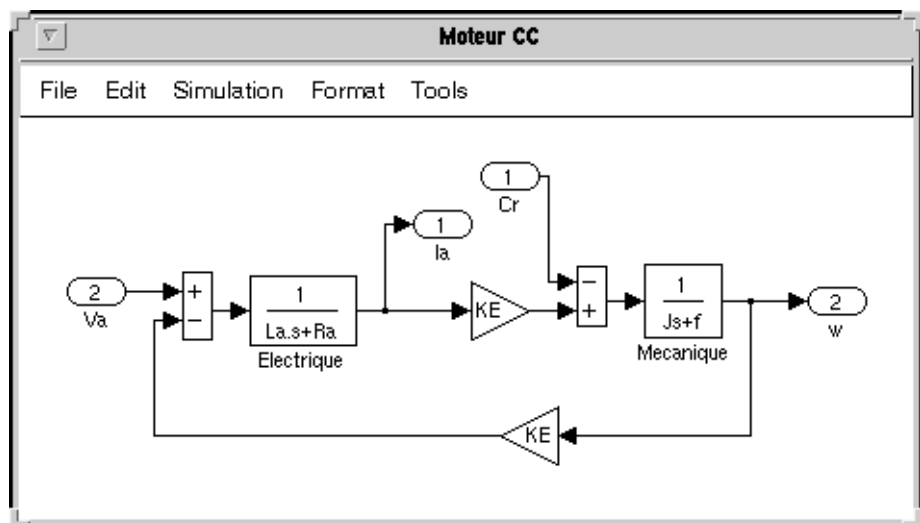 Moteur CC
File Edit Simulation Format Tools
1
Cr
1
Ia
2
Va
+
−
1
La.s+Ra
Electrique
KE
−
+
1
Js+f
Mecanique
2
w
KE